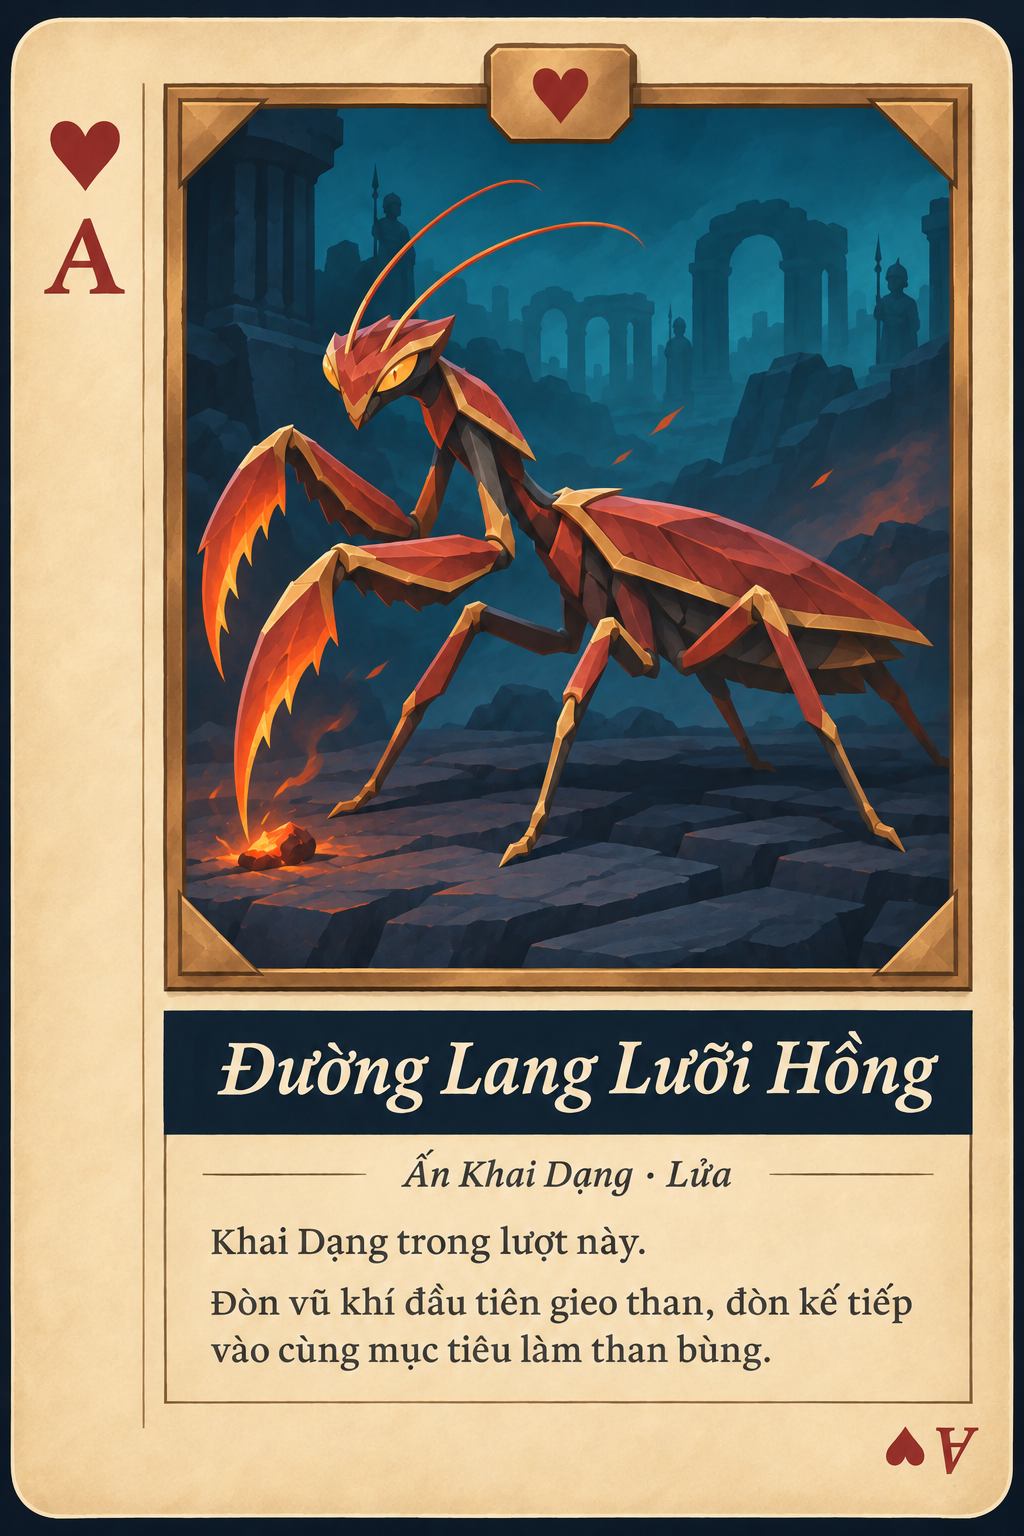 A
Đường Lang Lưỡi Hồng
Ấn Khai Dạng · Lửa
Khai Dạng trong lượt này.
Đòn vũ khí đầu tiên gieo than, đòn kế tiếp
vào cùng mục tiêu làm than bùng.
A